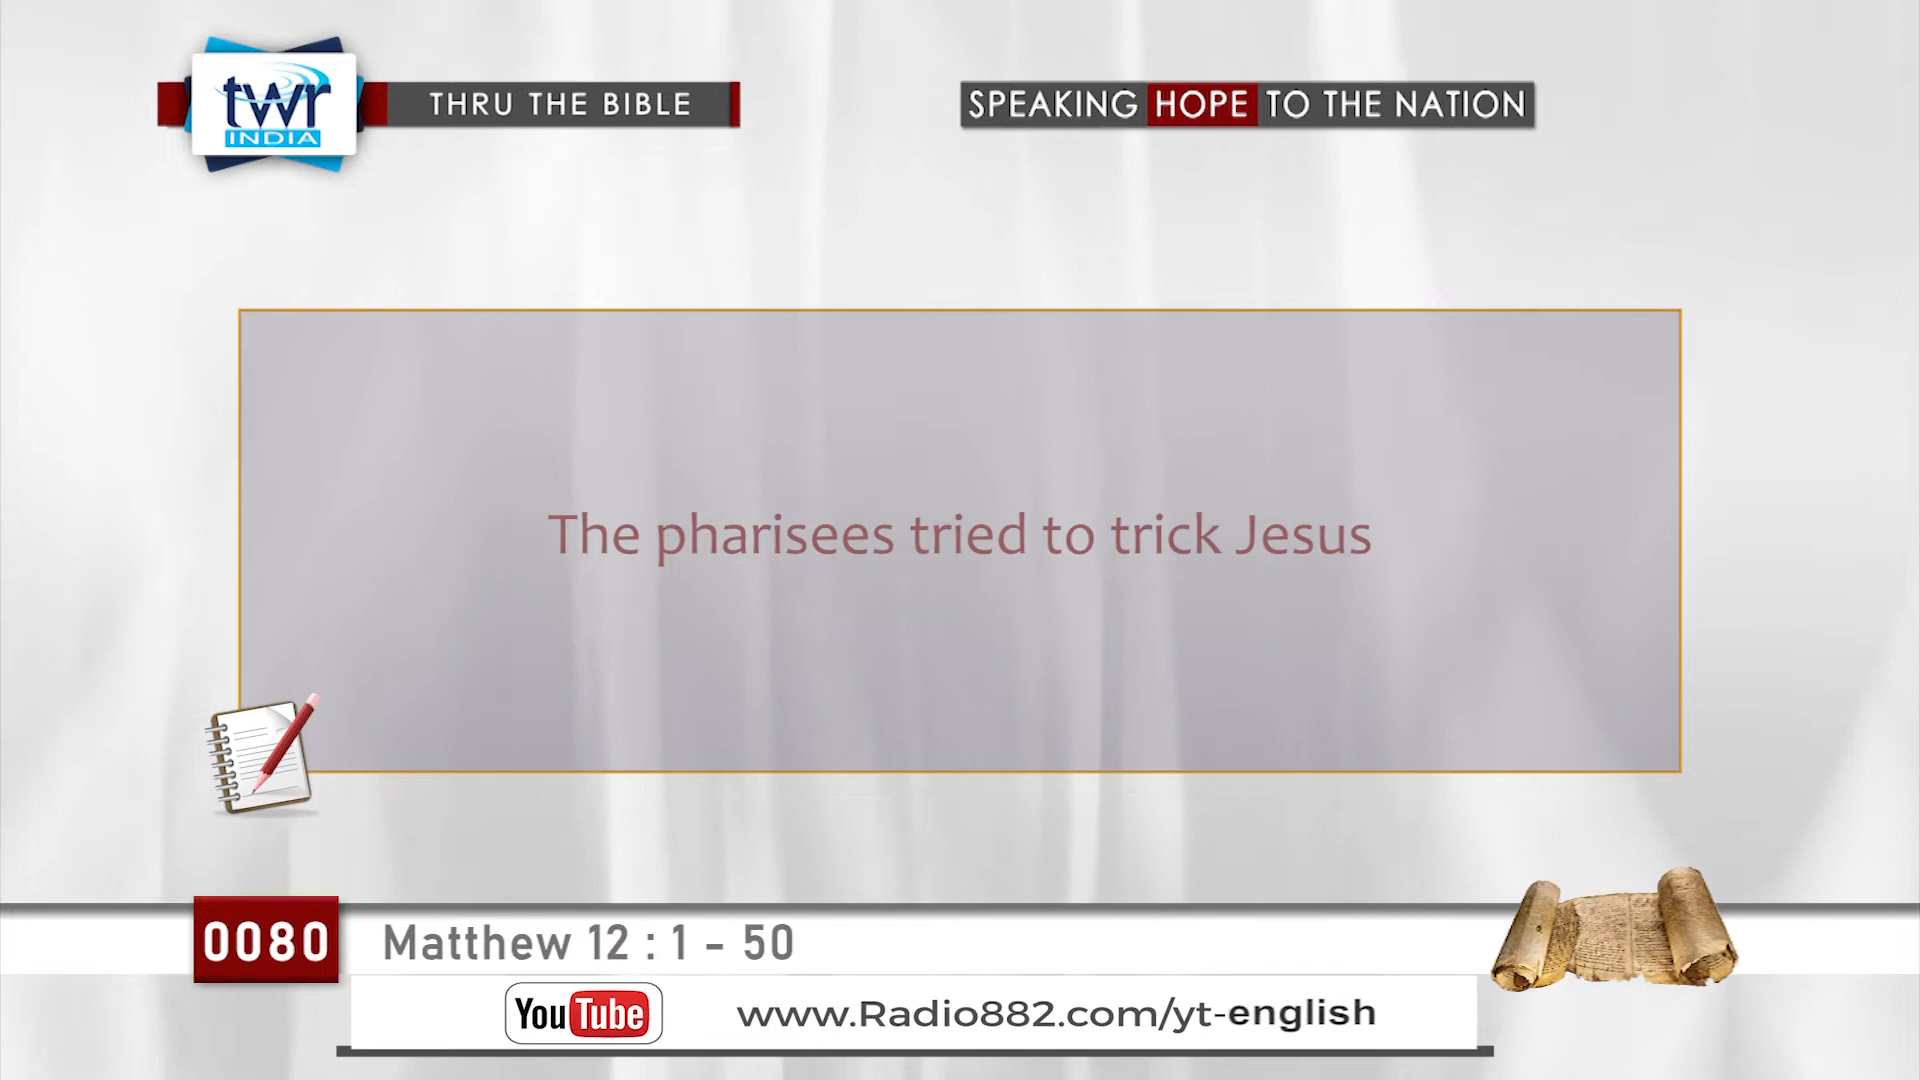 twr
INDIA
THRU THE BIBLE
SPEAKING HOPE TO THE NATION
The pharisees tried to trick Jesus
0080
Matthew 12 : 1 - 50
YouTube
www.Radio882.com/yt-english